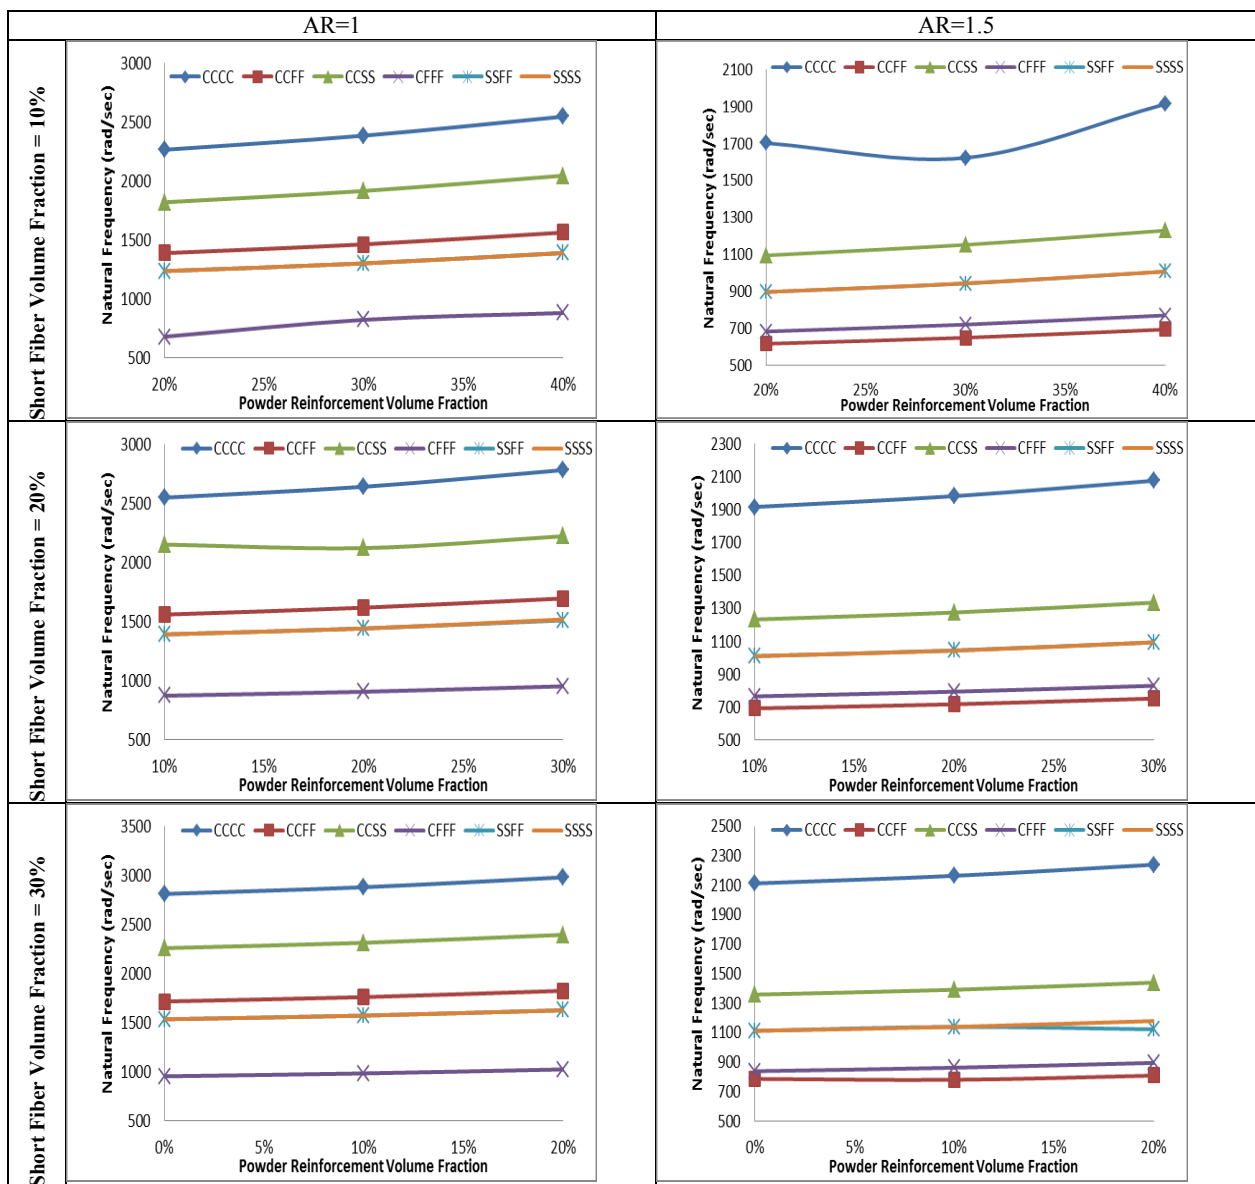 AR=1
AR=1.5
Short Fiber Volume Fraction = 10%
CCCC CCFF CCSS CFFF SSFF SSSS
Natural Frequency (rad/sec)
3000
2500
2000
1500
1000
500
20% 25% 30% 35% 40%
Powder Reinforcement Volume Fraction
CCCC CCFF CCSS CFFF SSFF SSSS
Natural Frequency (rad/sec)
2100
1900
1700
1500
1300
1100
900
700
500
20% 25% 30% 35% 40%
Powder Reinforcement Volume Fraction
Short Fiber Volume Fraction = 20%
CCCC CCFF CCSS CFFF SSFF SSSS
Natural Frequency (rad/sec)
3000
2500
2000
1500
1000
500
10% 15% 20% 25% 30%
Powder Reinforcement Volume Fraction
CCCC CCFF CCSS CFFF SSFF SSSS
Natural Frequency (rad/sec)
2300
2100
1900
1700
1500
1300
1100
900
700
500
10% 15% 20% 25% 30%
Powder Reinforcement Volume Fraction
Short Fiber Volume Fraction = 30%
CCCC CCFF CCSS CFFF SSFF SSSS
Natural Frequency (rad/sec)
3500
3000
2500
2000
1500
1000
500
0% 5% 10% 15% 20%
Powder Reinforcement Volume Fraction
CCCC CCFF CCSS CFFF SSFF SSSS
Natural Frequency (rad/sec)
2500
2300
2100
1900
1700
1500
1300
1100
900
700
500
0% 5% 10% 15% 20%
Powder Reinforcement Volume Fraction